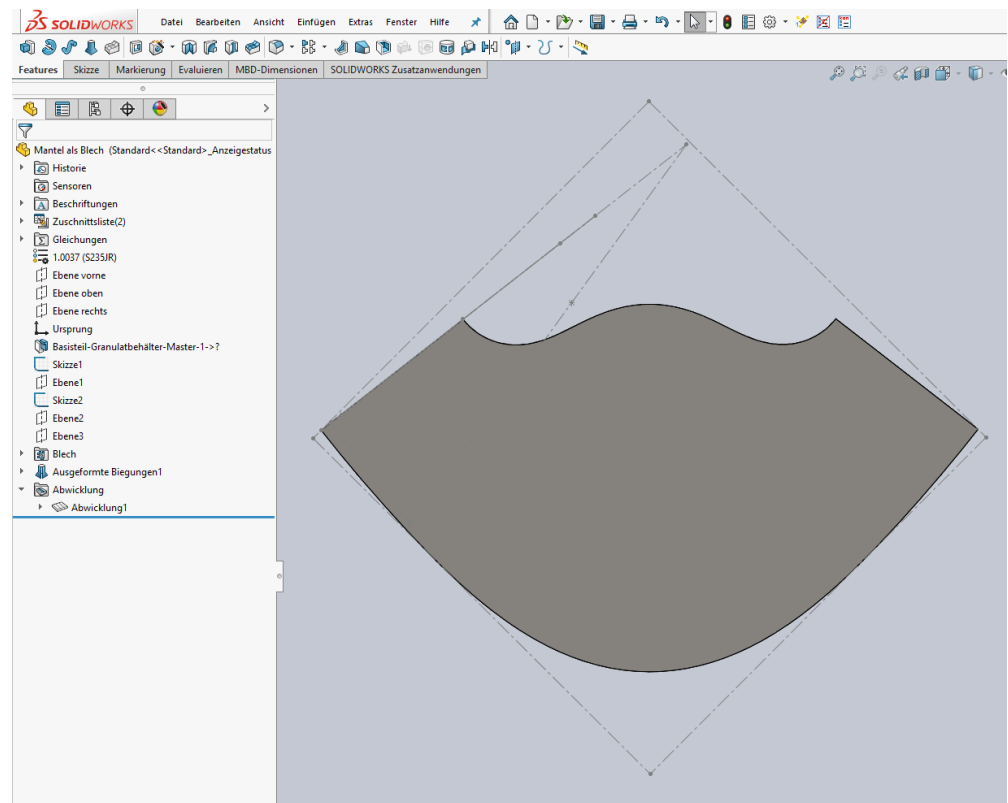 SOLIDWORKS Datei Bearbeiten Ansicht Einfügen Extras Fenster Hilfe
Features Skizze Markierung Evaluieren MBD-Dimensionen SOLIDWORKS Zusatzanwendungen
Mantel als Blech (Standard<<Standard>_Anzeigestatus
Historie
Sensoren
Beschriftungen
Zuschnittsliste(2)
Gleichungen
1.0037 (S235JR)
Ebene vorne
Ebene oben
Ebene rechts
Ursprung
Basisteil-Granulatbehälter-Master-1->?
Skizze1
Ebene1
Skizze2
Ebene2
Ebene3
Blech
Ausgeformte Biegungen1
Abwicklung
Abwicklung1